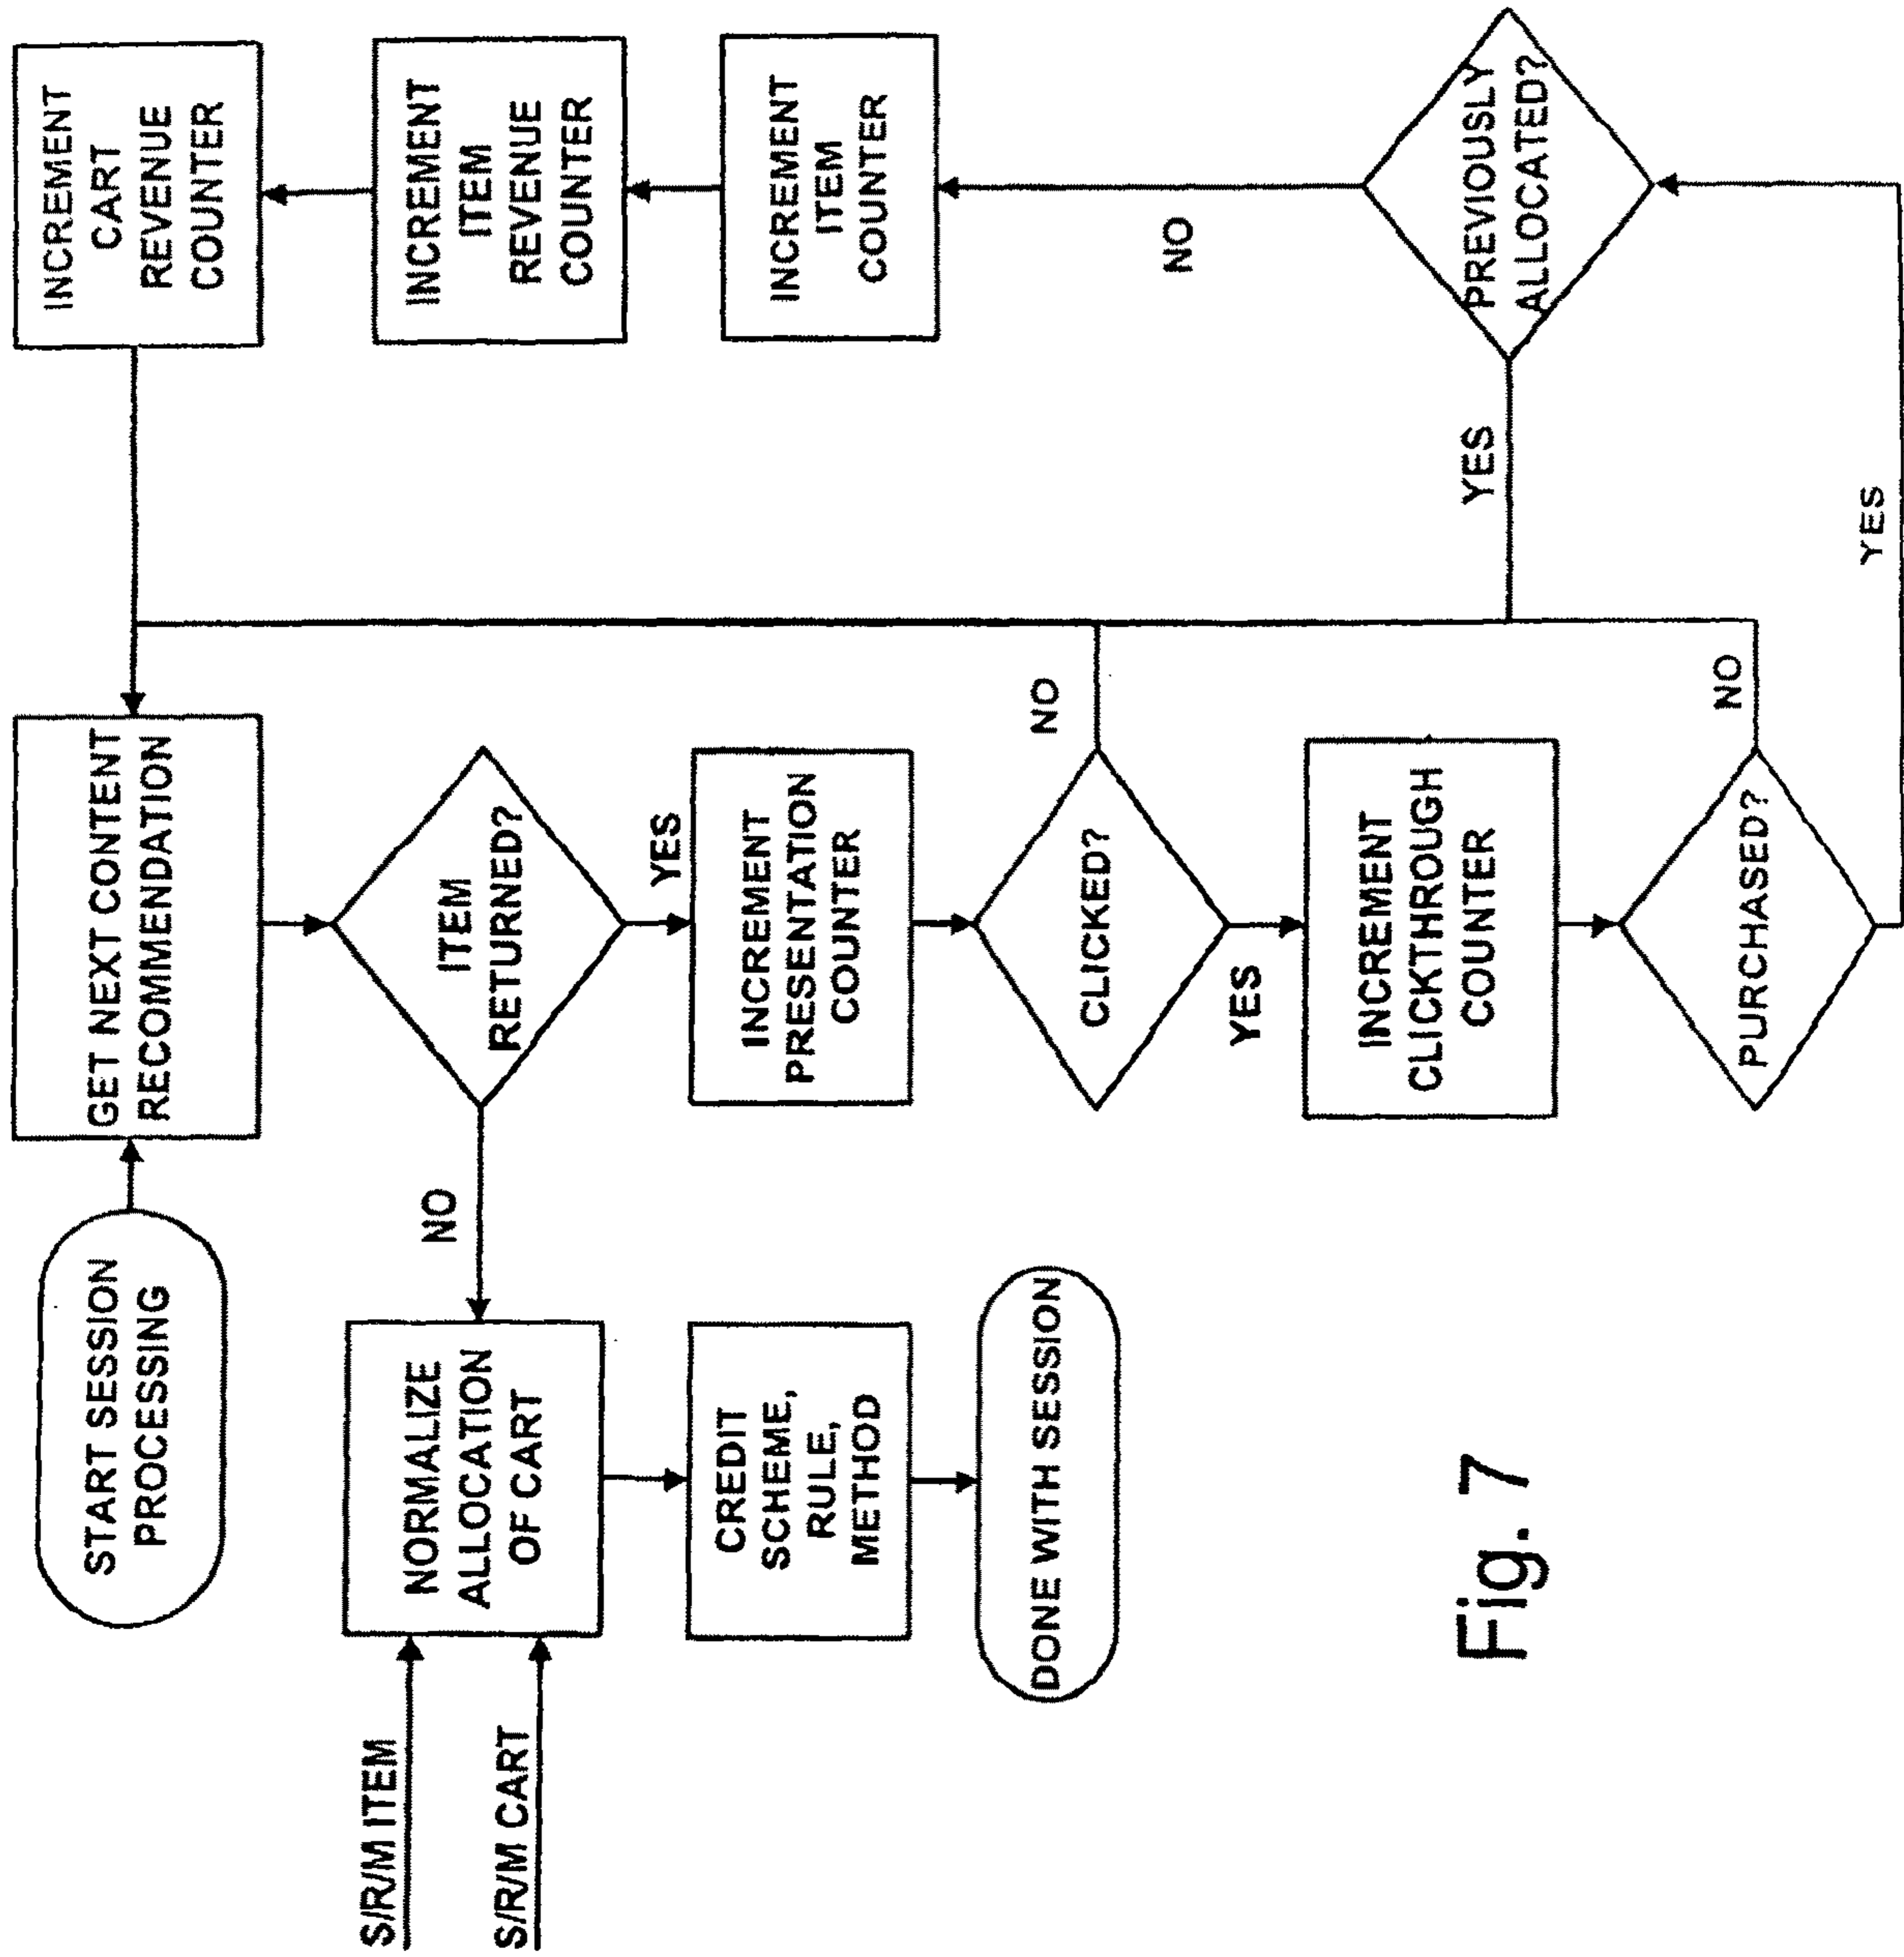 START SESSION
PROCESSING
GET NEXT CONTENT
RECOMMENDATION
INCREMENT
CART
REVENUE
COUNTER
S/R/M ITEM
S/R/M CART
NORMALIZE
ALLOCATION
OF CART
NO
ITEM
RETURNED?
INCREMENT
ITEM
REVENUE
COUNTER
YES
CREDIT
SCHEME,
RULE,
METHOD
INCREMENT
PRESENTATION
COUNTER
INCREMENT
ITEM
COUNTER
DONE WITH SESSION
CLICKED?
NO
NO
YES
INCREMENT
CLICKTHROUGH
COUNTER
YES
PREVIOUSLY
ALLOCATED?
PURCHASED?
NO
YES
Fig. 7